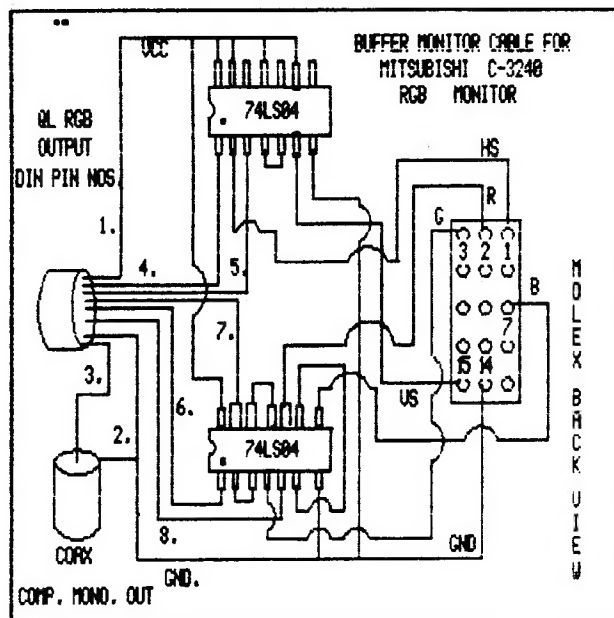 VCC
BUFFER MONITOR CABLE FOR
MITSUBISHI C-3240
RGB MONITOR
74LS04
QL RGB
OUTPUT
DIN PIN NOS.
HS
R
G
1.
3 2 1
4.
5.
B
7
7.
3.
15 14
6.
VS
2.
74LS04
8.
GND
COAX
GND.
COMP. MONO. OUT
MOLEX BACK VIEW